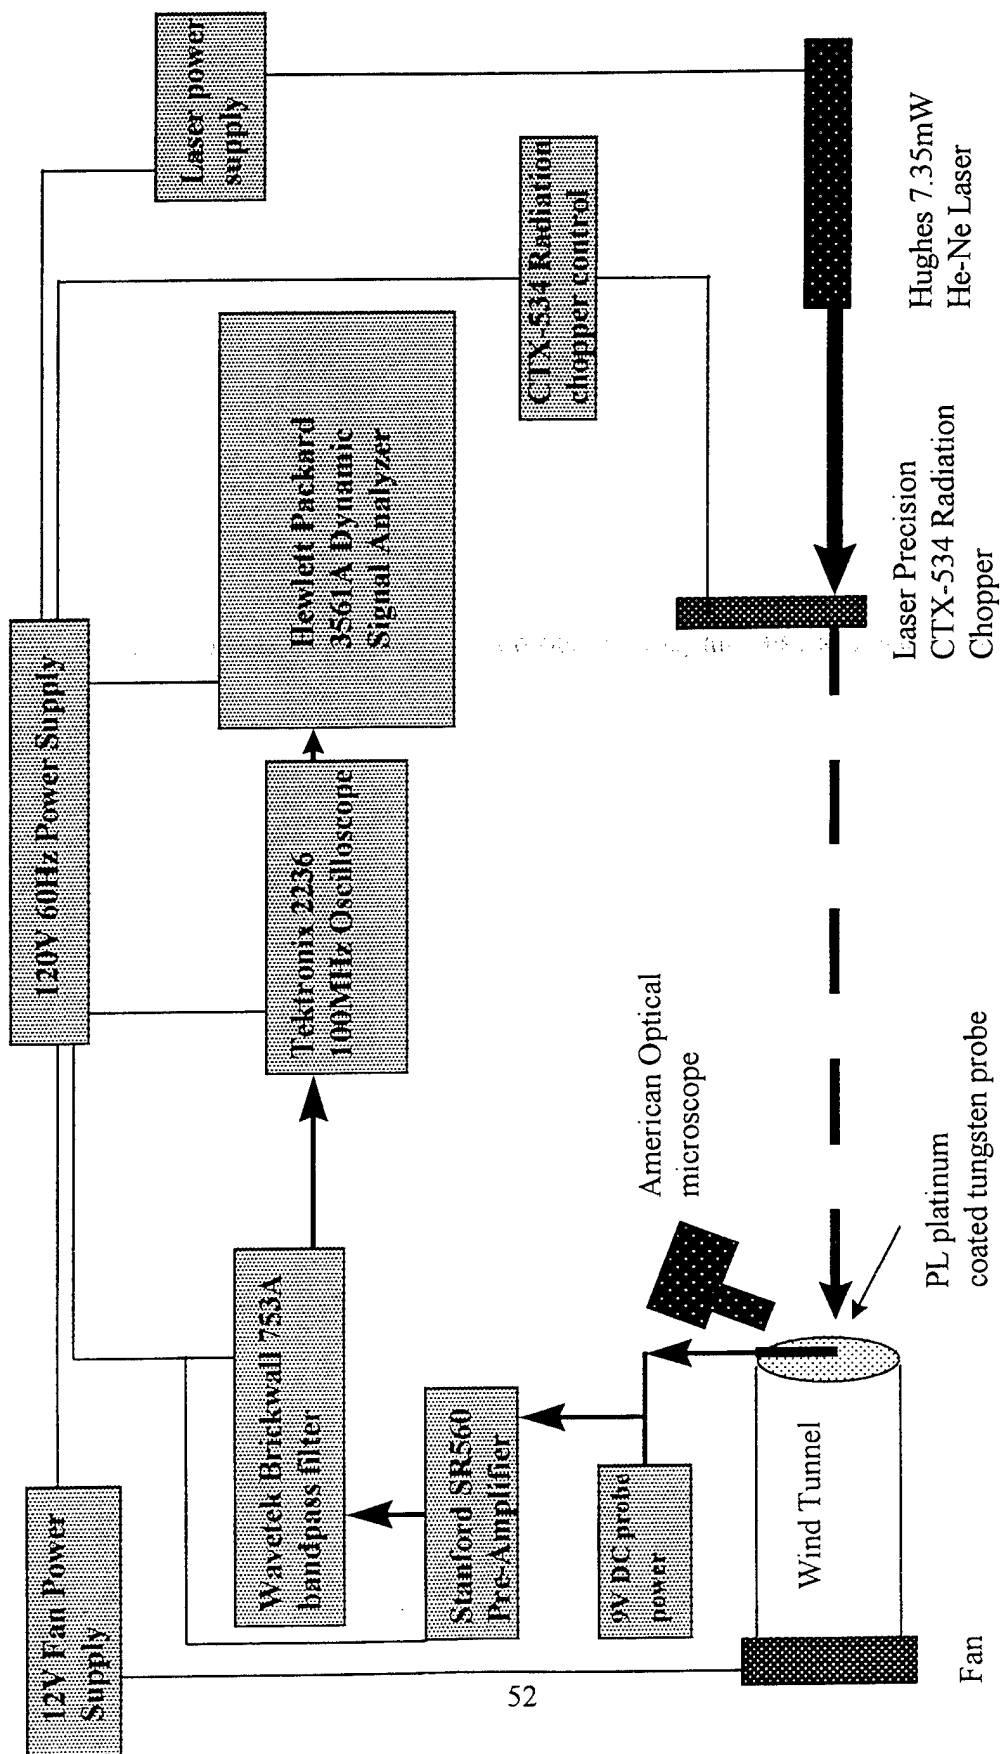 12V Fan Power
Supply
120V 60Hz Power Supply
Laser power
supply
Wavetek Brickwall 753A
bandpass filter
Tektronix 2236
100MHz Oscilloscope
Hewlett Packard
3561A Dynamic
Signal Analyzer
Stanford SR560
Pre-Amplifier
CTX-534 Radiation
chopper control
9V DC probe
power
American Optical
microscope
Wind Tunnel
Fan
PL platinum
coated tungsten probe
Laser Precision
CTX-534 Radiation
Chopper
Hughes 7.35mW
He-Ne Laser
52